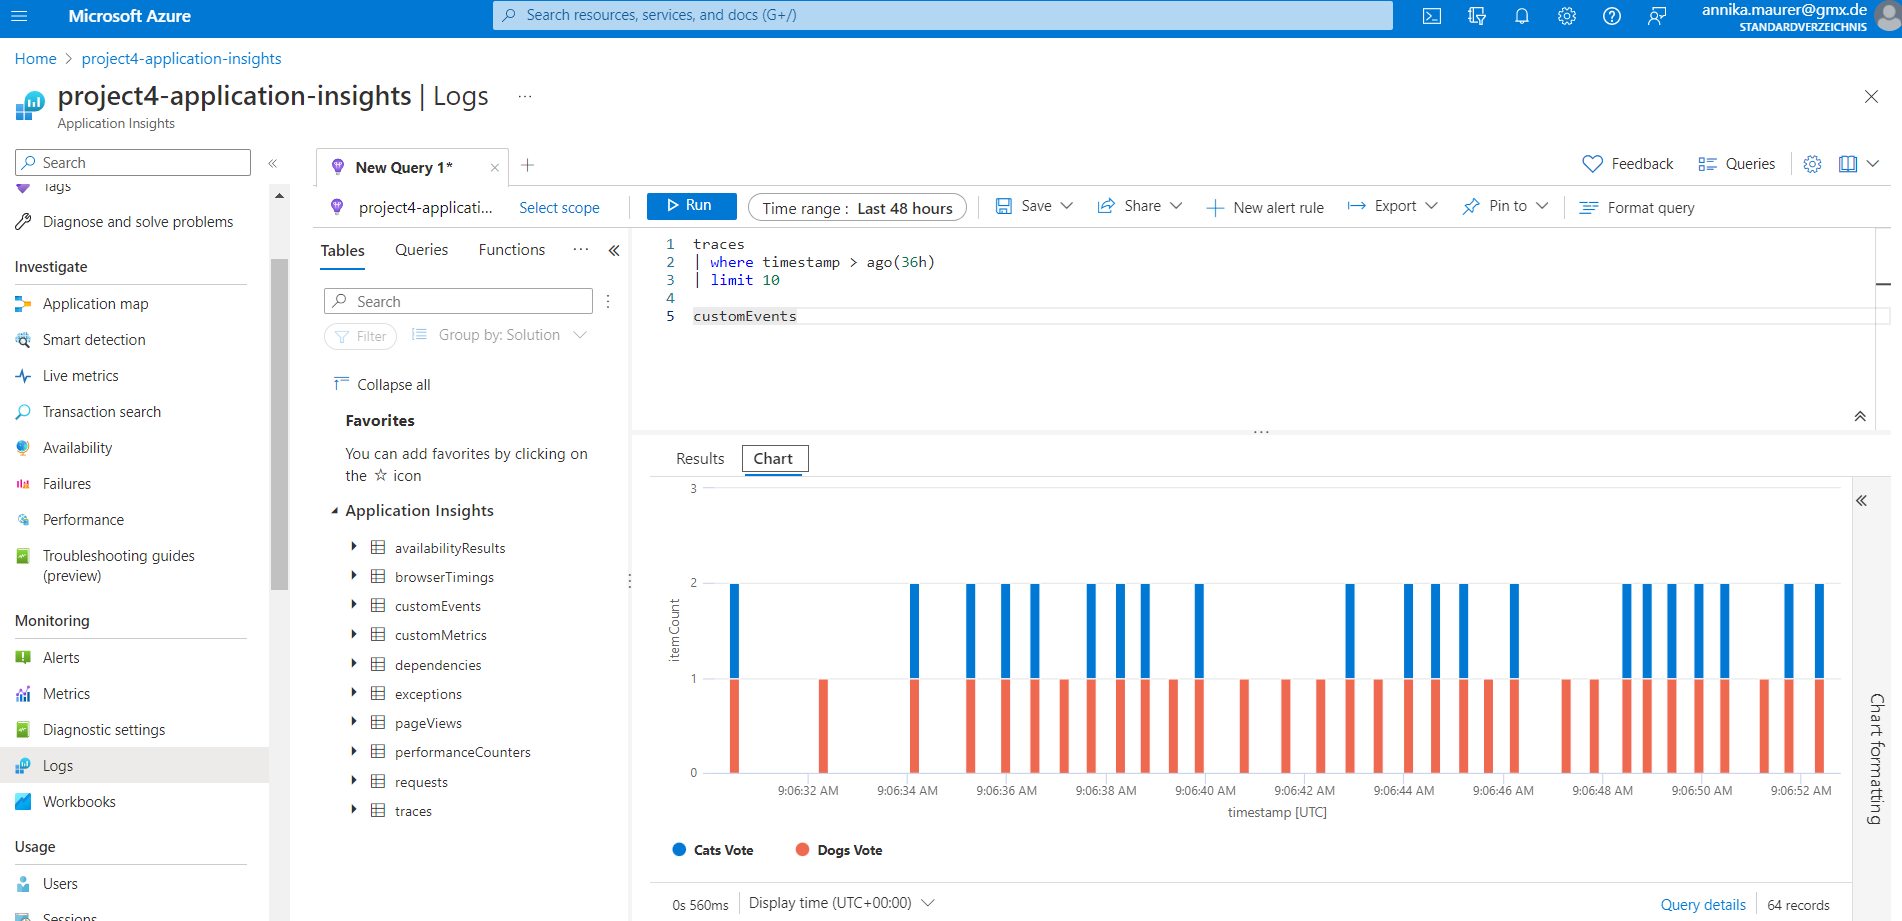 Microsoft Azure
Search resources, services, and docs (G+/)
annika.maurer@gmx.de
STANDARDVERZEICHNIS
Home > project4-application-insights
project4-application-insights | Logs ...
Application Insights
Search
Tags
Diagnose and solve problems
Investigate
Application map
Smart detection
Live metrics
Transaction search
Availability
Failures
Performance
Troubleshooting guides
(preview)
Monitoring
Alerts
Metrics
Diagnostic settings
Logs
Workbooks
Usage
Users
Sessions
New Query 1*
Feedback Queries
project4-applicati... Select scope
Run Time range : Last 48 hours Save Share New alert rule Export Pin to Format query
Tables Queries Functions ...
Search
Filter Group by: Solution
Collapse all
Favorites
You can add favorites by clicking on
the ☆ icon
Application Insights
availabilityResults
browserTimings
customEvents
customMetrics
dependencies
exceptions
pageViews
performanceCounters
requests
traces
1 traces
2 | where timestamp > ago(36h)
3 | limit 10
4
5 customEvents
Results Chart
3
2
1
0
itemCount
9:06:32 AM 9:06:34 AM 9:06:36 AM 9:06:38 AM 9:06:40 AM 9:06:42 AM 9:06:44 AM 9:06:46 AM 9:06:48 AM 9:06:50 AM 9:06:52 AM
timestamp [UTC]
Cats Vote Dogs Vote
Chart formatting
0s 560ms Display time (UTC+00:00) Query details 64 records